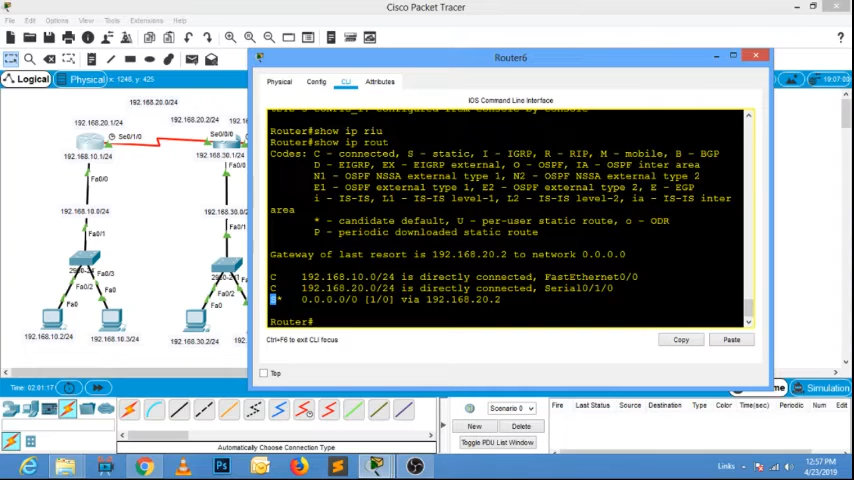 Cisco Packet Tracer
File Edit Options View Tools Extensions Help
Logical
Physical
x: 1248, y: 425
19:07:00
Router6
Physical Config CLI Attributes
IOS Command Line Interface
Router#show ip riu
Router#show ip rout
Codes: C - connected, S - static, I - IGRP, R - RIP, M - mobile, B - BGP
D - EIGRP, EX - EIGRP external, O - OSPF, IA - OSPF inter area
N1 - OSPF NSSA external type 1, N2 - OSPF NSSA external type 2
E1 - OSPF external type 1, E2 - OSPF external type 2, E - EGP
i - IS-IS, L1 - IS-IS level-1, L2 - IS-IS level-2, ia - IS-IS inter
area
* - candidate default, U - per-user static route, o - ODR
P - periodic downloaded static route
Gateway of last resort is 192.168.20.2 to network 0.0.0.0
C 192.168.10.0/24 is directly connected, FastEthernet0/0
C 192.168.20.0/24 is directly connected, Serial0/1/0
S* 0.0.0.0/0 [1/0] via 192.168.20.2
Router#
Ctrl+F6 to exit CLI focus
Copy
Paste
Top
192.168.20.0/24
192.168.20.1/24
192.168.20.2/24
Se0/1/0
Se0/0/0
192.168.10.1/24
Fa0/0
Fa0/0
192.168.10.0/24
192.168.30.0/24
Fa0/1
Fa0/1
Fa0/3
Fa0/2
Fa0/2
192.168.10.2/24
192.168.10.3/24
192.168.30.2/24
Time: 02:01:17
Simulation
Scenario 0
New
Delete
Toggle PDU List Window
Fire Last Status Source Destination Type Color Time(sec) Periodic Num Edit
Automatically Choose Connection Type
Links
12:57 PM
4/23/2019